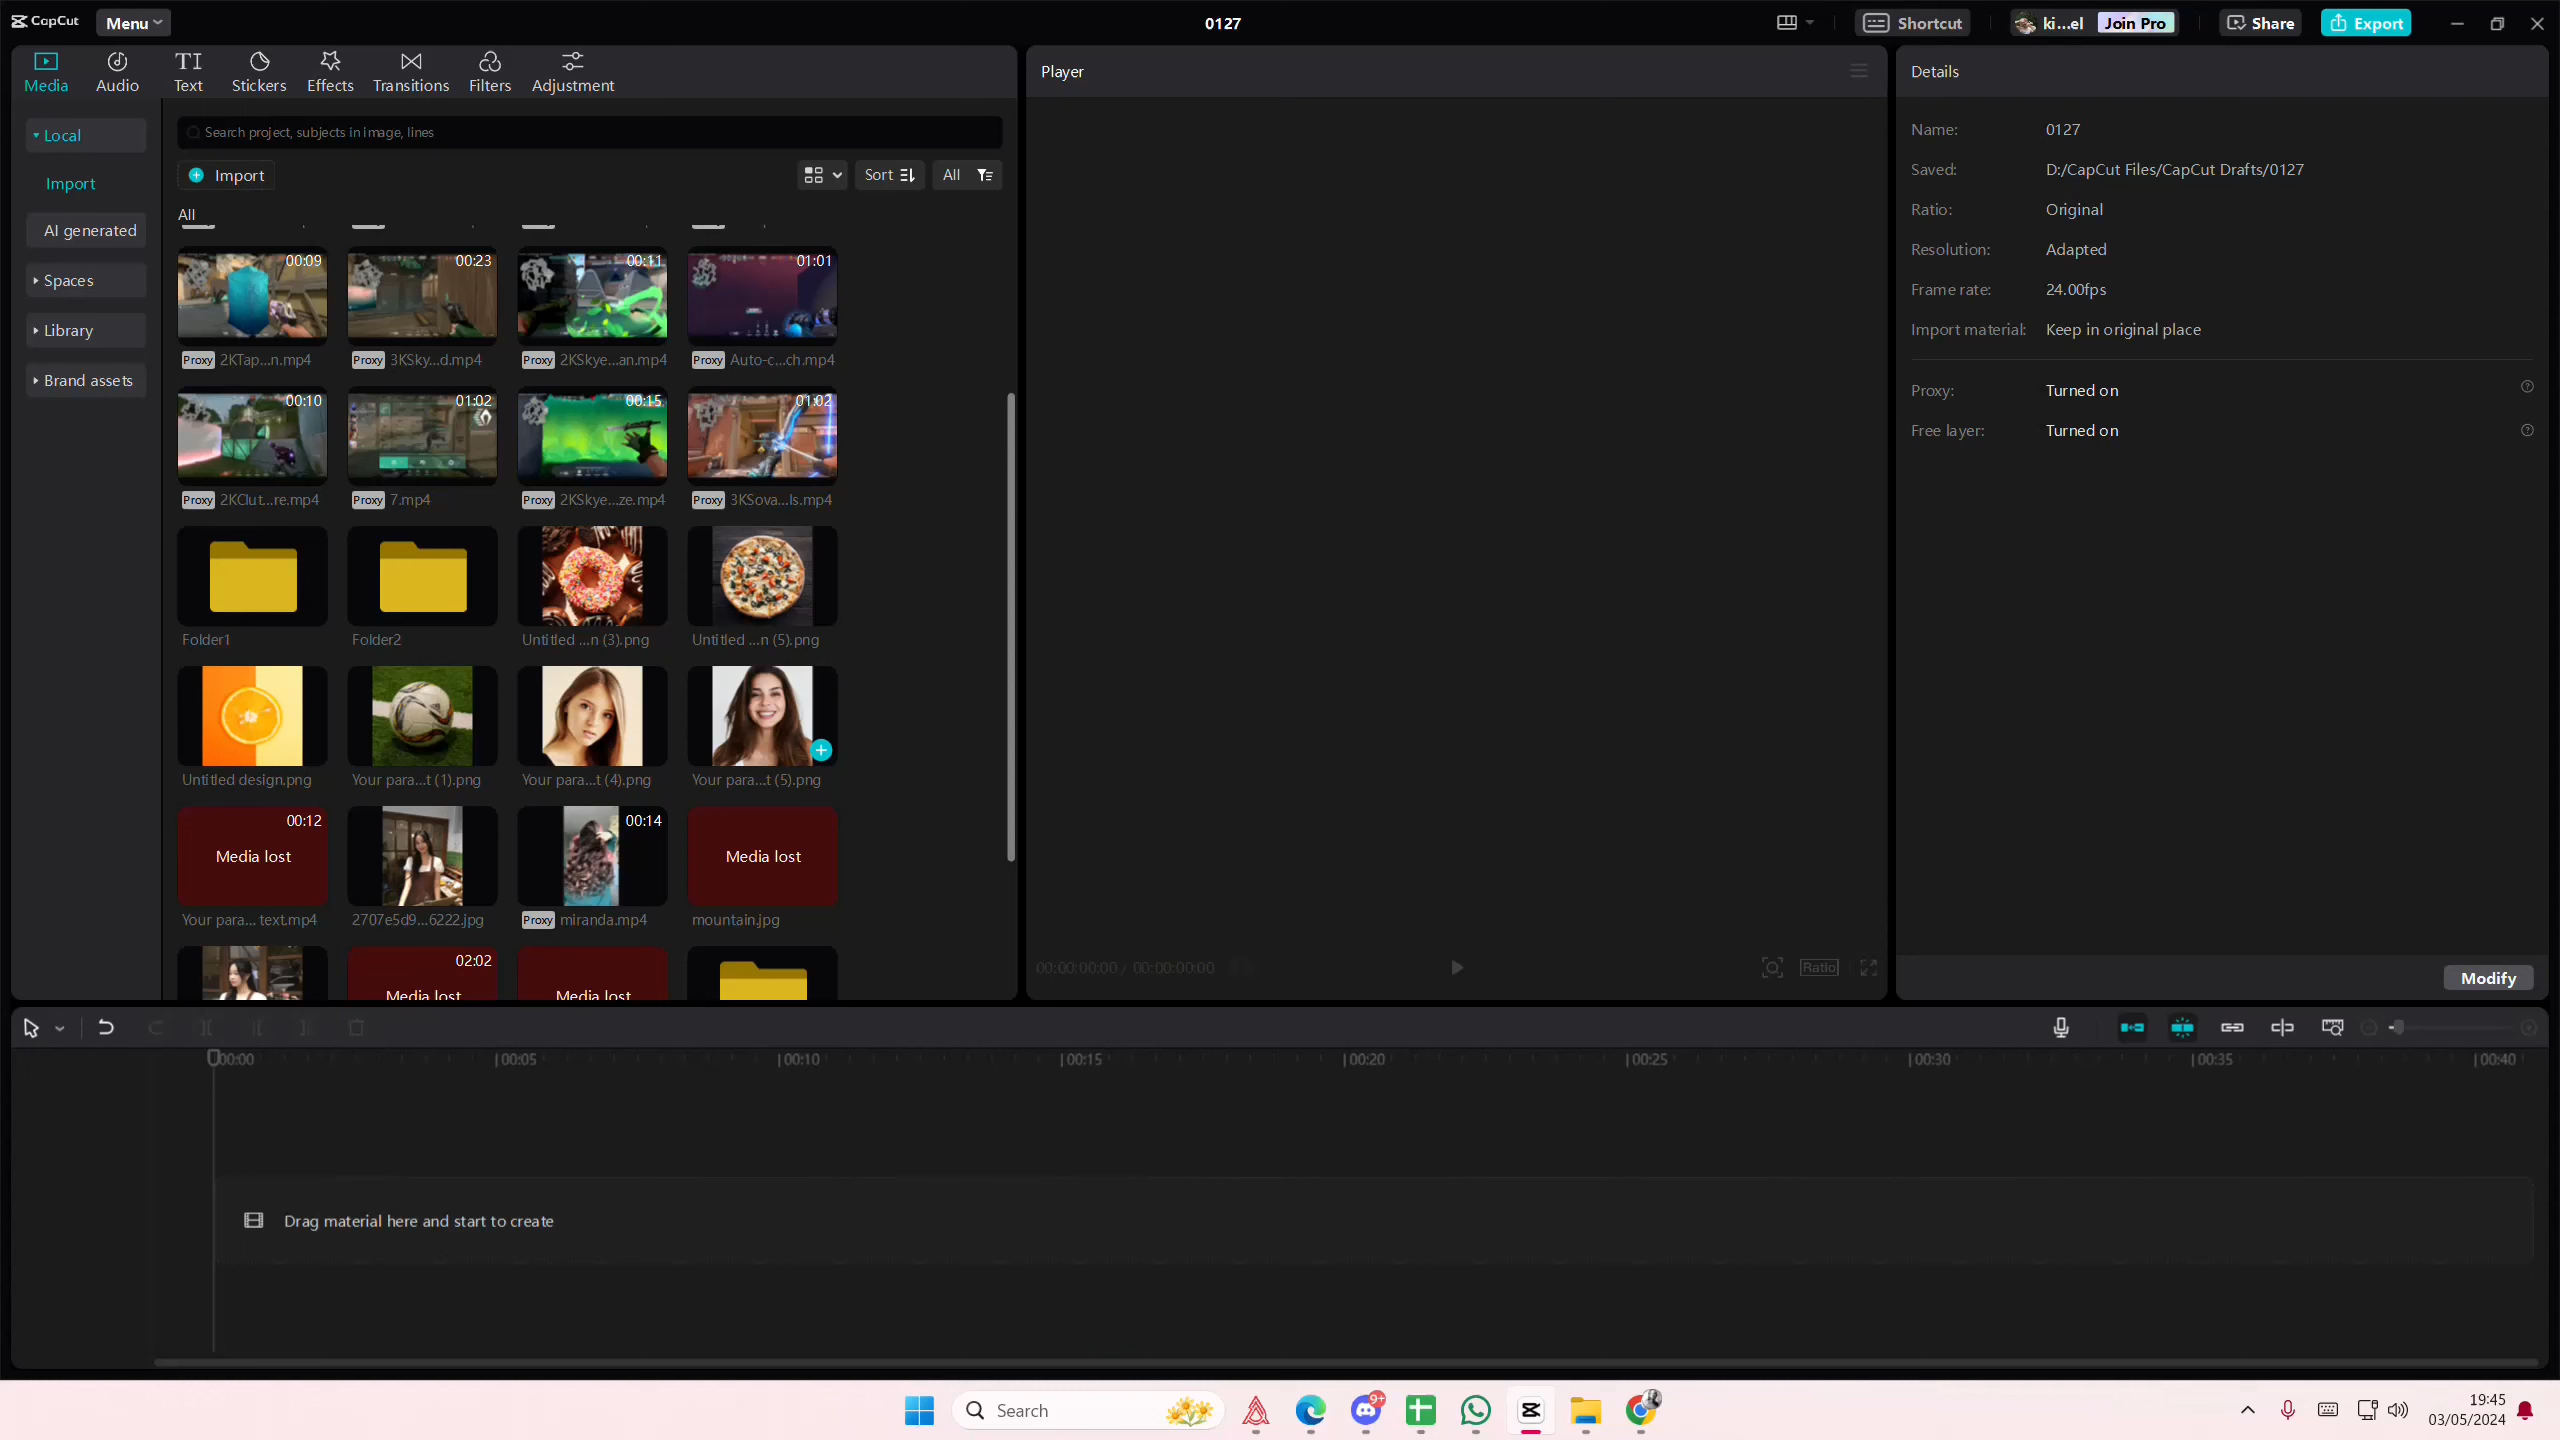 CapCut
Menu
0127
Shortcut
ki...el
Join Pro
Share
Export
Media
Audio
Text
Stickers
Effects
Transitions
Filters
Adjustment
Player
Details
Local
Import
AI generated
Spaces
Library
Brand assets
Search project, subjects in image, lines
Import
Sort
All
All
00:09
00:23
00:11
01:01
Proxy 2KTap...n.mp4
Proxy 3KSky...d.mp4
Proxy 2KSkye...an.mp4
Proxy Auto-c...ch.mp4
00:10
01:02
00:15
01:02
Proxy 2KClut...re.mp4
Proxy 7.mp4
Proxy 2KSkye...ze.mp4
Proxy 3KSova...ls.mp4
Folder1
Folder2
Untitled ...n (3).png
Untitled ...n (5).png
Untitled design.png
Your para...t (1).png
Your para...t (4).png
Your para...t (5).png
00:12
Media lost
00:14
Media lost
Your para... text.mp4
2707e5d9...6222.jpg
Proxy miranda.mp4
mountain.jpg
02:02
Media lost
Media lost
00:00:00:00 / 00:00:00:00
Ratio
Name: 0127
Saved: D:/CapCut Files/CapCut Drafts/0127
Ratio: Original
Resolution: Adapted
Frame rate: 24.00fps
Import material: Keep in original place
Proxy: Turned on
Free layer: Turned on
Modify
00:00
00:05
00:10
00:15
00:20
00:25
00:30
00:35
00:40
Drag material here and start to create
Search
9+
19:45
03/05/2024